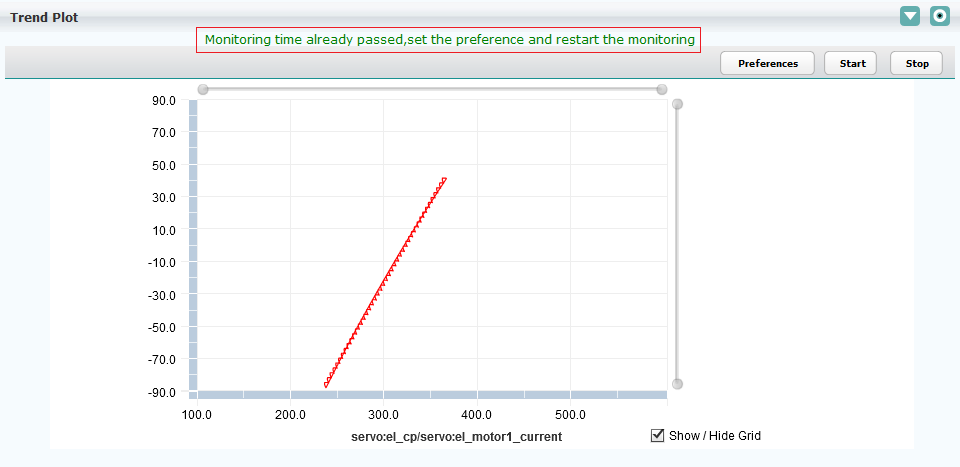 Trend Plot
Monitoring time already passed,set the preference and restart the monitoring
Preferences
Start
Stop
90.0
70.0
50.0
30.0
10.0
-10.0
-30.0
-50.0
-70.0
-90.0
100.0 200.0 300.0 400.0 500.0
servo:el_cp/servo:el_motor1_current
Show / Hide Grid